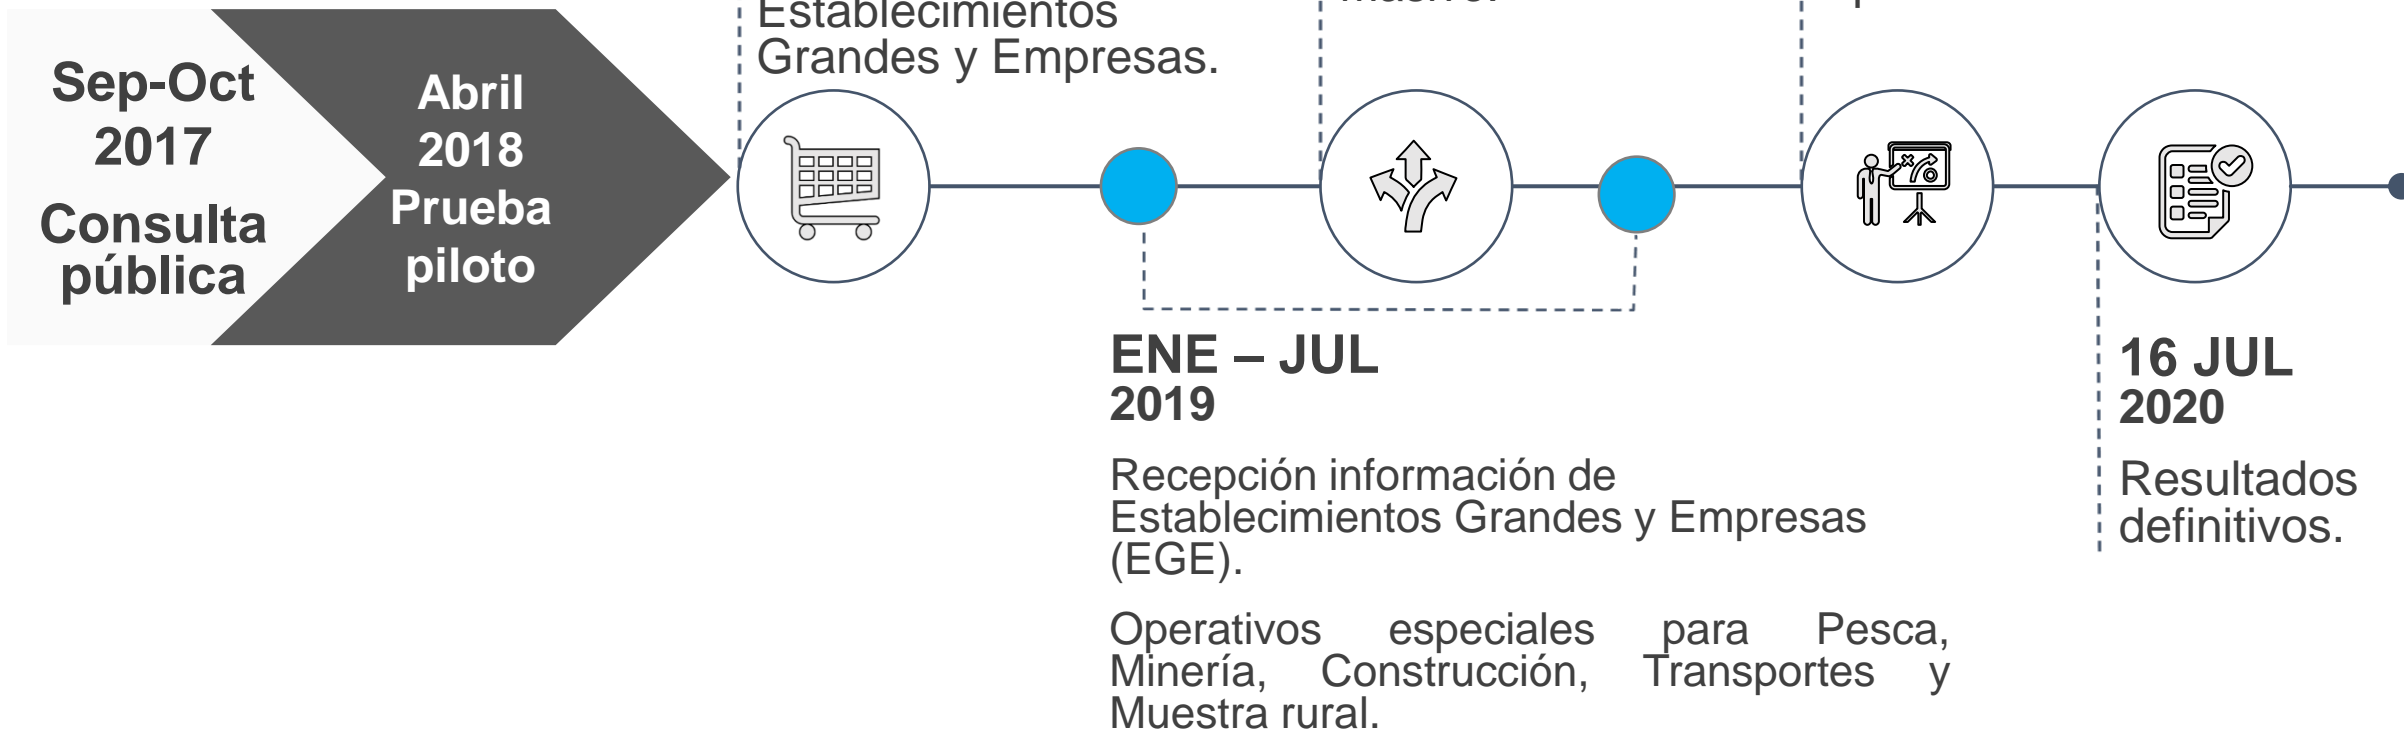 Establecimientos
Grandes y Empresas.
Sep-Oct
2017
Consulta
pública
Abril
2018
Prueba
piloto
ENE – JUL
2019
Recepción información de
Establecimientos Grandes y Empresas
(EGE).
Operativos especiales para Pesca,
Minería, Construcción, Transportes y
Muestra rural.
16 JUL
2020
Resultados
definitivos.